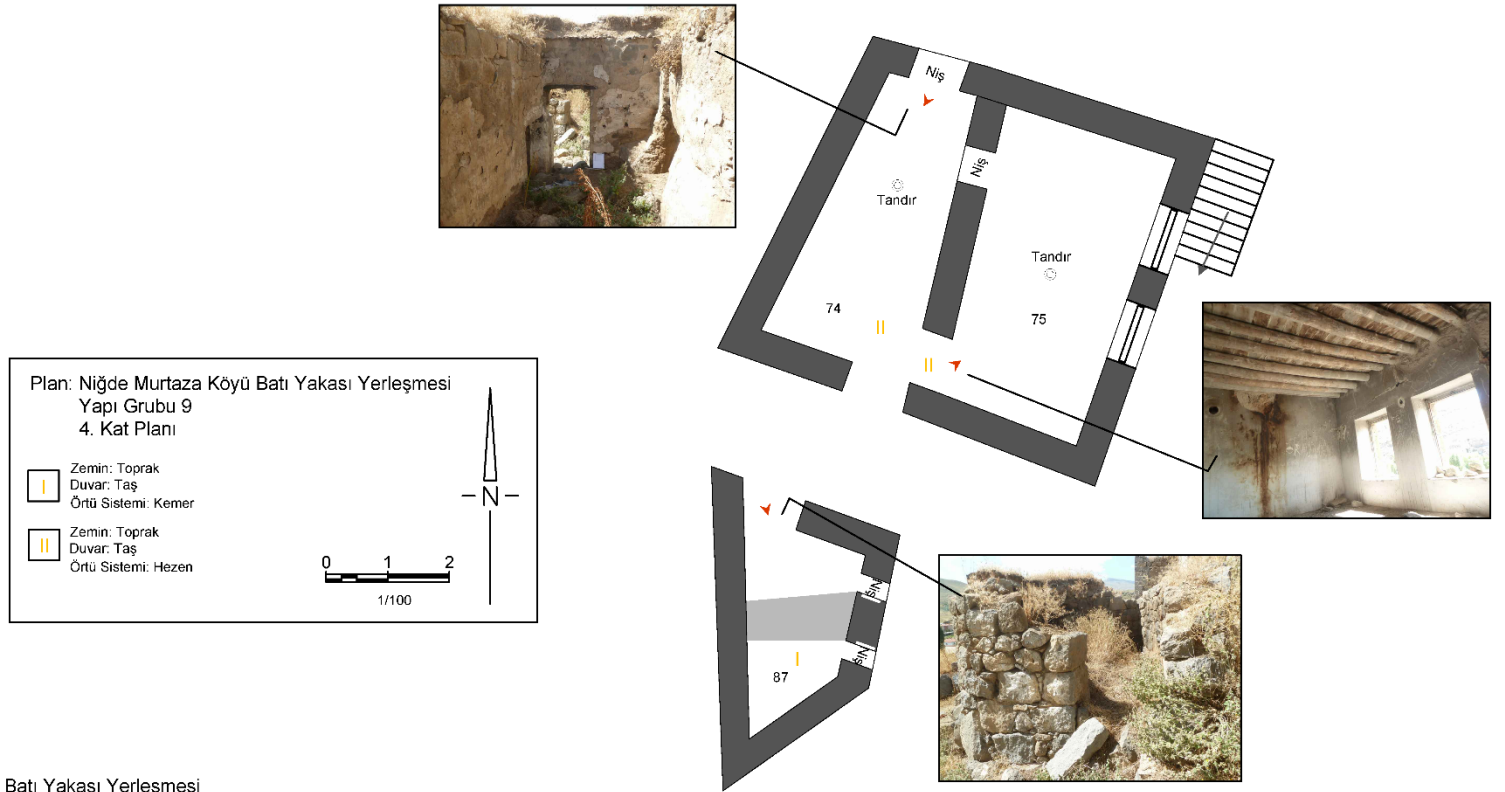 Niş
Niş
Tandır
Tandır
74
II
II
75
Plan: Niğde Murtaza Köyü Batı Yakası Yerleşmesi
Yapı Grubu 9
4. Kat Planı
I
Zemin: Toprak
Duvar: Taş
Örtü Sistemi: Kemer
II
Zemin: Toprak
Duvar: Taş
Örtü Sistemi: Hezen
N
0 1 2
1/100
Niş
Niş
I
87
Batı Yakası Yerleşmesi